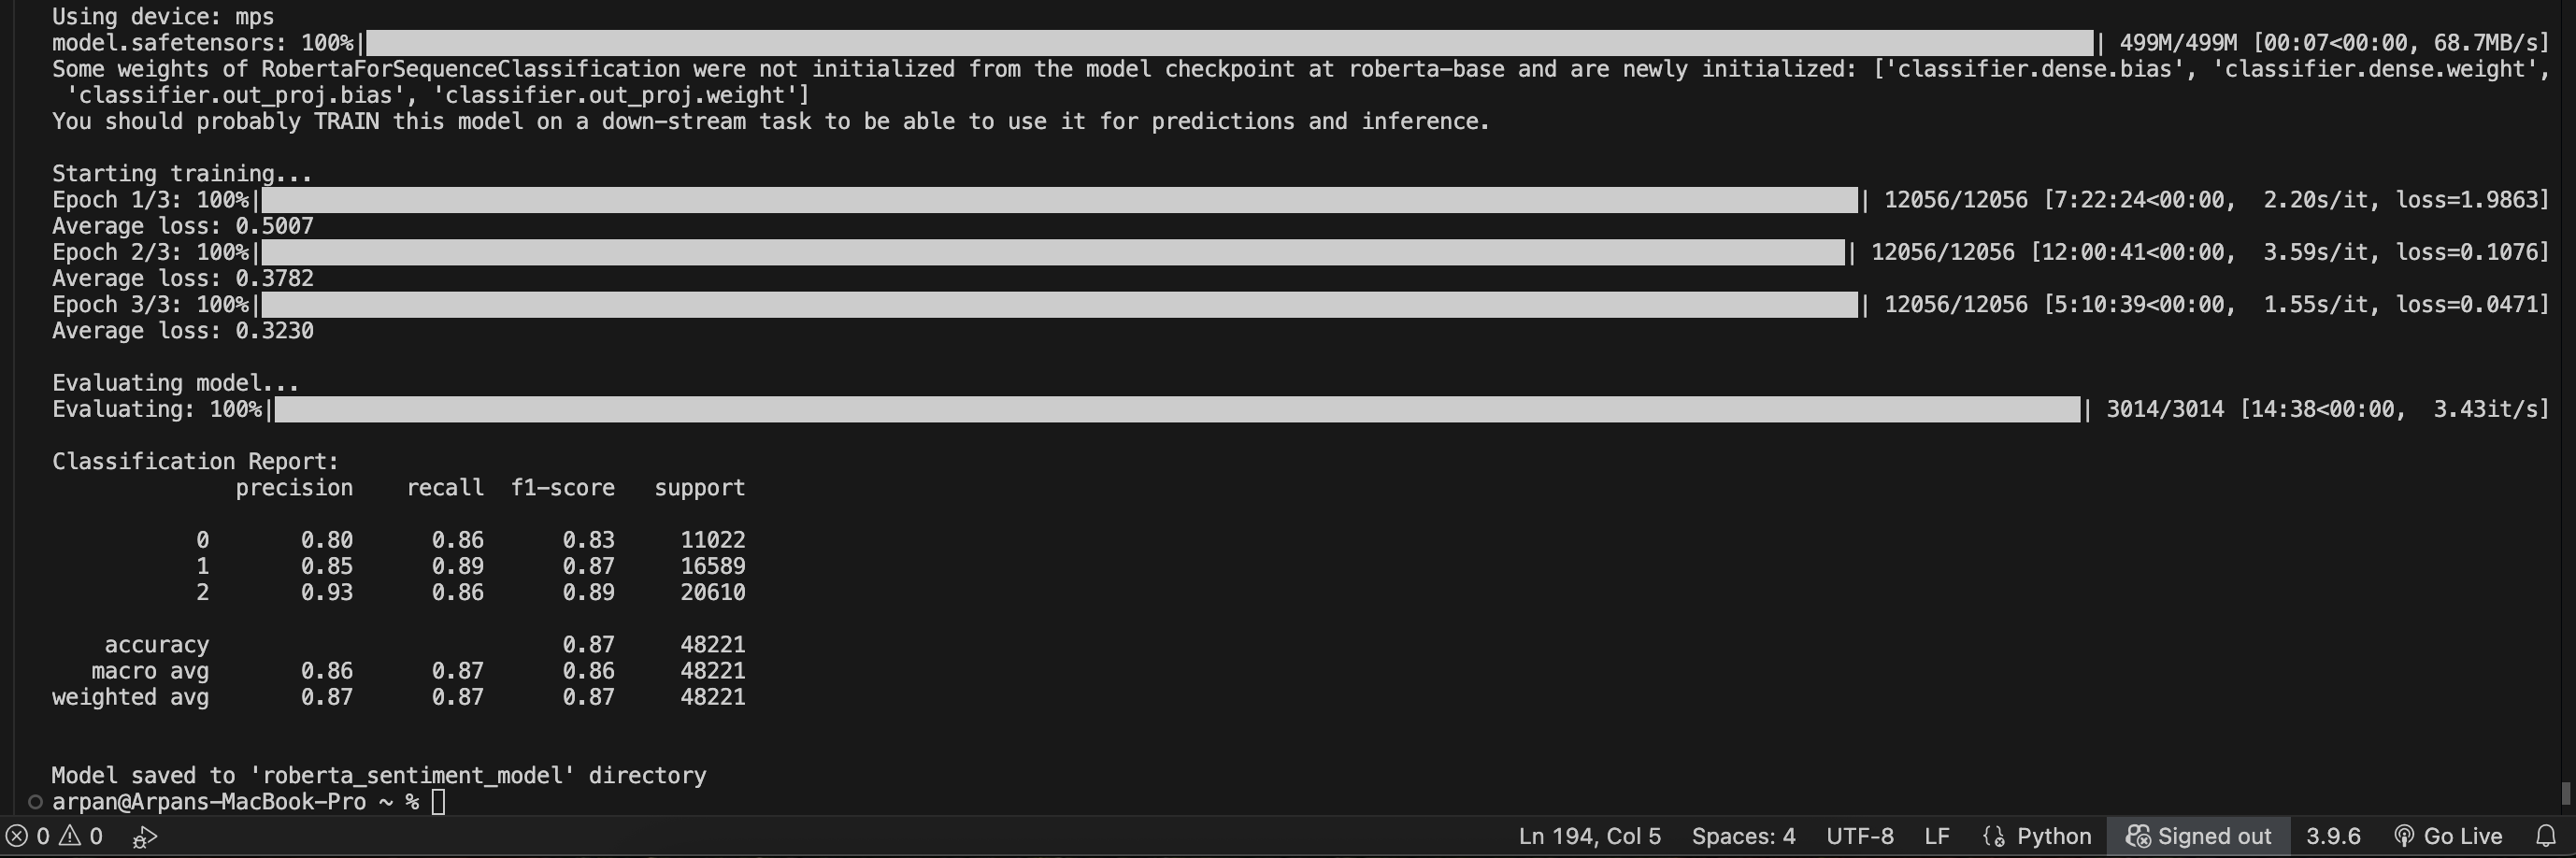 Using device: mps
model.safetensors: 100%| | 499M/499M [00:07<00:00, 68.7MB/s]
Some weights of RobertaForSequenceClassification were not initialized from the model checkpoint at roberta-base and are newly initialized: ['classifier.dense.bias', 'classifier.dense.weight',
'classifier.out_proj.bias', 'classifier.out_proj.weight']
You should probably TRAIN this model on a down-stream task to be able to use it for predictions and inference.
Starting training...
Epoch 1/3: 100%| | 12056/12056 [7:22:24<00:00,  2.20s/it, loss=1.9863]
Average loss: 0.5007
Epoch 2/3: 100%| | 12056/12056 [12:00:41<00:00,  3.59s/it, loss=0.1076]
Average loss: 0.3782
Epoch 3/3: 100%| | 12056/12056 [5:10:39<00:00,  1.55s/it, loss=0.0471]
Average loss: 0.3230
Evaluating model...
Evaluating: 100%| | 3014/3014 [14:38<00:00,  3.43it/s]
Classification Report:
precision    recall  f1-score   support
0       0.80      0.86      0.83     11022
1       0.85      0.89      0.87     16589
2       0.93      0.86      0.89     20610
accuracy                           0.87     48221
macro avg       0.86      0.87      0.86     48221
weighted avg       0.87      0.87      0.87     48221
Model saved to 'roberta_sentiment_model' directory
arpan@Arpans-MacBook-Pro ~ %
0 0 Ln 194, Col 5 Spaces: 4 UTF-8 LF Python Signed out 3.9.6 Go Live